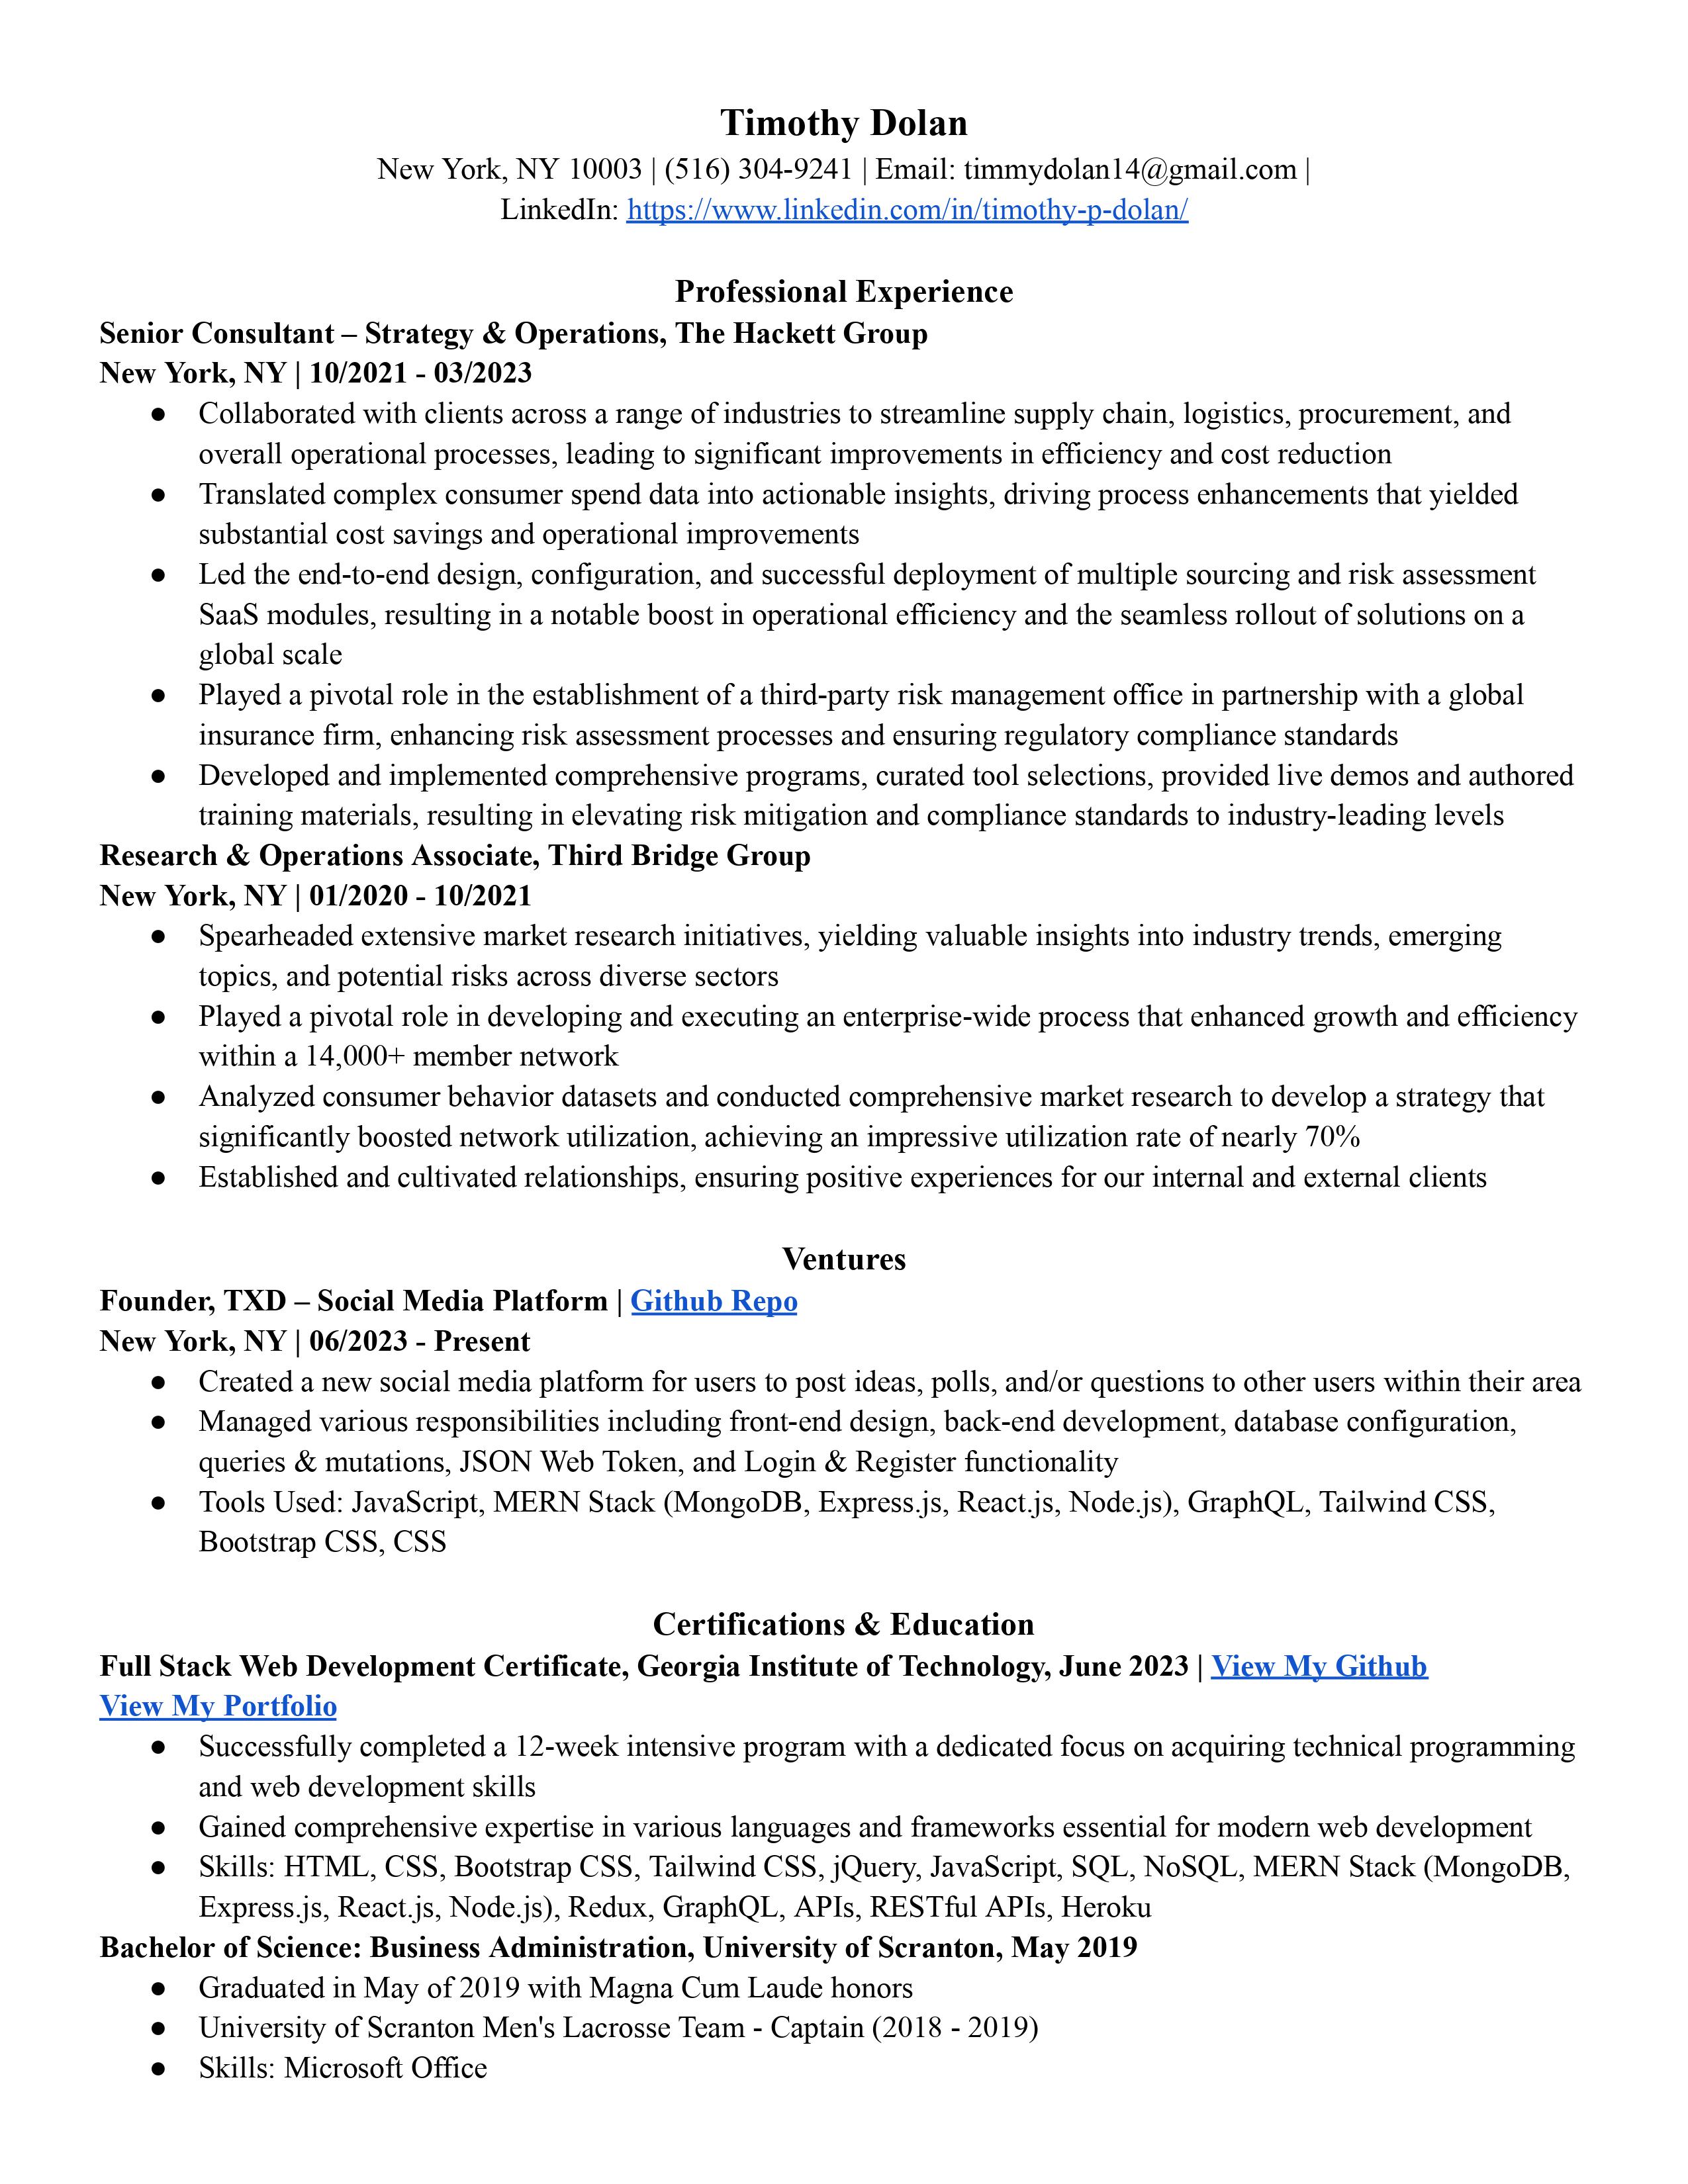 Timothy Dolan
New York, NY 10003 | (516) 304-9241 | Email: timmydolan14@gmail.com |
LinkedIn: https://www.linkedin.com/in/timothy-p-dolan/
Professional Experience
Senior Consultant – Strategy & Operations, The Hackett Group
New York, NY | 10/2021 - 03/2023
● Collaborated with clients across a range of industries to streamline supply chain, logistics, procurement, and
overall operational processes, leading to significant improvements in efficiency and cost reduction
● Translated complex consumer spend data into actionable insights, driving process enhancements that yielded
substantial cost savings and operational improvements
● Led the end-to-end design, configuration, and successful deployment of multiple sourcing and risk assessment
SaaS modules, resulting in a notable boost in operational efficiency and the seamless rollout of solutions on a
global scale
● Played a pivotal role in the establishment of a third-party risk management office in partnership with a global
insurance firm, enhancing risk assessment processes and ensuring regulatory compliance standards
● Developed and implemented comprehensive programs, curated tool selections, provided live demos and authored
training materials, resulting in elevating risk mitigation and compliance standards to industry-leading levels
Research & Operations Associate, Third Bridge Group
New York, NY | 01/2020 - 10/2021
● Spearheaded extensive market research initiatives, yielding valuable insights into industry trends, emerging
topics, and potential risks across diverse sectors
● Played a pivotal role in developing and executing an enterprise-wide process that enhanced growth and efficiency
within a 14,000+ member network
● Analyzed consumer behavior datasets and conducted comprehensive market research to develop a strategy that
significantly boosted network utilization, achieving an impressive utilization rate of nearly 70%
● Established and cultivated relationships, ensuring positive experiences for our internal and external clients
Ventures
Founder, TXD – Social Media Platform | Github Repo
New York, NY | 06/2023 - Present
● Created a new social media platform for users to post ideas, polls, and/or questions to other users within their area
● Managed various responsibilities including front-end design, back-end development, database configuration,
queries & mutations, JSON Web Token, and Login & Register functionality
● Tools Used: JavaScript, MERN Stack (MongoDB, Express.js, React.js, Node.js), GraphQL, Tailwind CSS,
Bootstrap CSS, CSS
Certifications & Education
Full Stack Web Development Certificate, Georgia Institute of Technology, June 2023 | View My Github
View My Portfolio
● Successfully completed a 12-week intensive program with a dedicated focus on acquiring technical programming
and web development skills
● Gained comprehensive expertise in various languages and frameworks essential for modern web development
● Skills: HTML, CSS, Bootstrap CSS, Tailwind CSS, jQuery, JavaScript, SQL, NoSQL, MERN Stack (MongoDB,
Express.js, React.js, Node.js), Redux, GraphQL, APIs, RESTful APIs, Heroku
Bachelor of Science: Business Administration, University of Scranton, May 2019
● Graduated in May of 2019 with Magna Cum Laude honors
● University of Scranton Men's Lacrosse Team - Captain (2018 - 2019)
● Skills: Microsoft Office